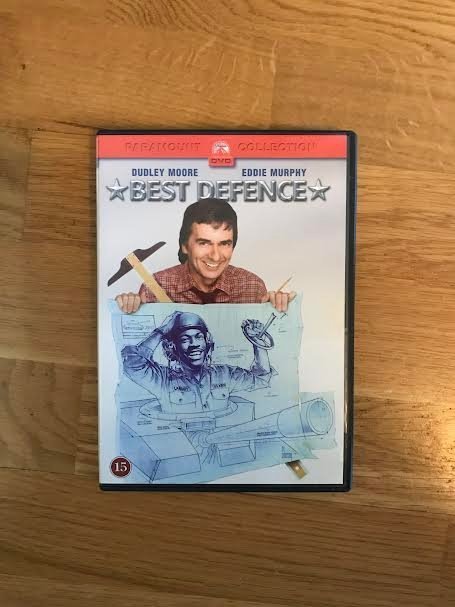 PARAMOUNT COLLECTION
DVD
DUDLEY MOORE EDDIE MURPHY
BEST DEFENCE
15